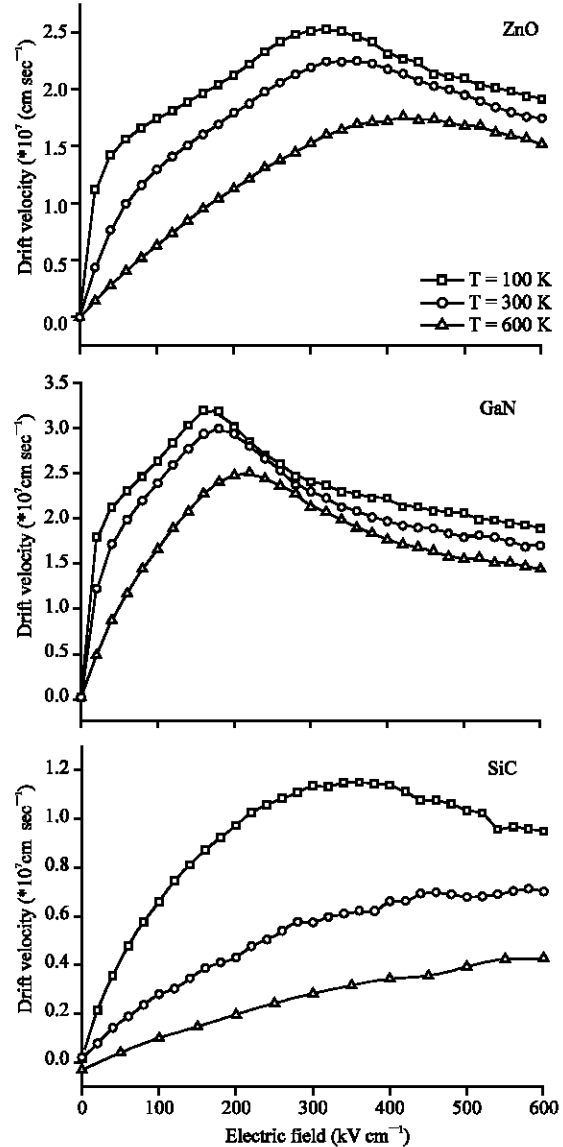 ZnO
Drift velocity (*10⁷ (cm sec⁻¹)
2.5
2.0
1.5
1.0
0.5
0.0
T = 100 K
T = 300 K
T = 600 K
GaN
Drift velocity (*10⁷cm sec⁻¹)
3.5
3.0
2.5
2.0
1.5
1.0
0.5
0.0
SiC
Drift velocity (*10⁷cm sec⁻¹)
1.2
1.0
0.8
0.6
0.4
0.2
0.0
0 100 200 300 400 500 600
Electric field (kV cm⁻¹)